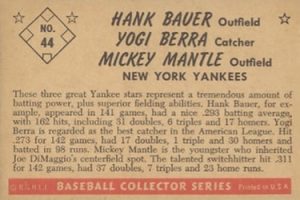 NO.
44
HANK BAUER Outfield
YOGI BERRA Catcher
MICKEY MANTLE Outfield
NEW YORK YANKEES
These three great Yankee stars represent a tremendous amount of
batting power, plus superior fielding abilities. Hank Bauer, for ex-
ample, appeared in 141 games, had a nice .293 batting average,
with 162 hits, including 31 doubles, 6 triples and 17 homers. Yogi
Berra is regarded as the best catcher in the American League. Hit
.273 for 142 games, had 17 doubles, 1 triple and 30 homers and
batted in 98 runs. Mickey Mantle is the youngster who inherited
Joe DiMaggio's centerfield spot. The talented switchhitter hit .311
for 142 games, had 37 doubles, 7 triples and 23 home runs.
BASEBALL COLLECTOR SERIES
PRINTED IN U.S.A.